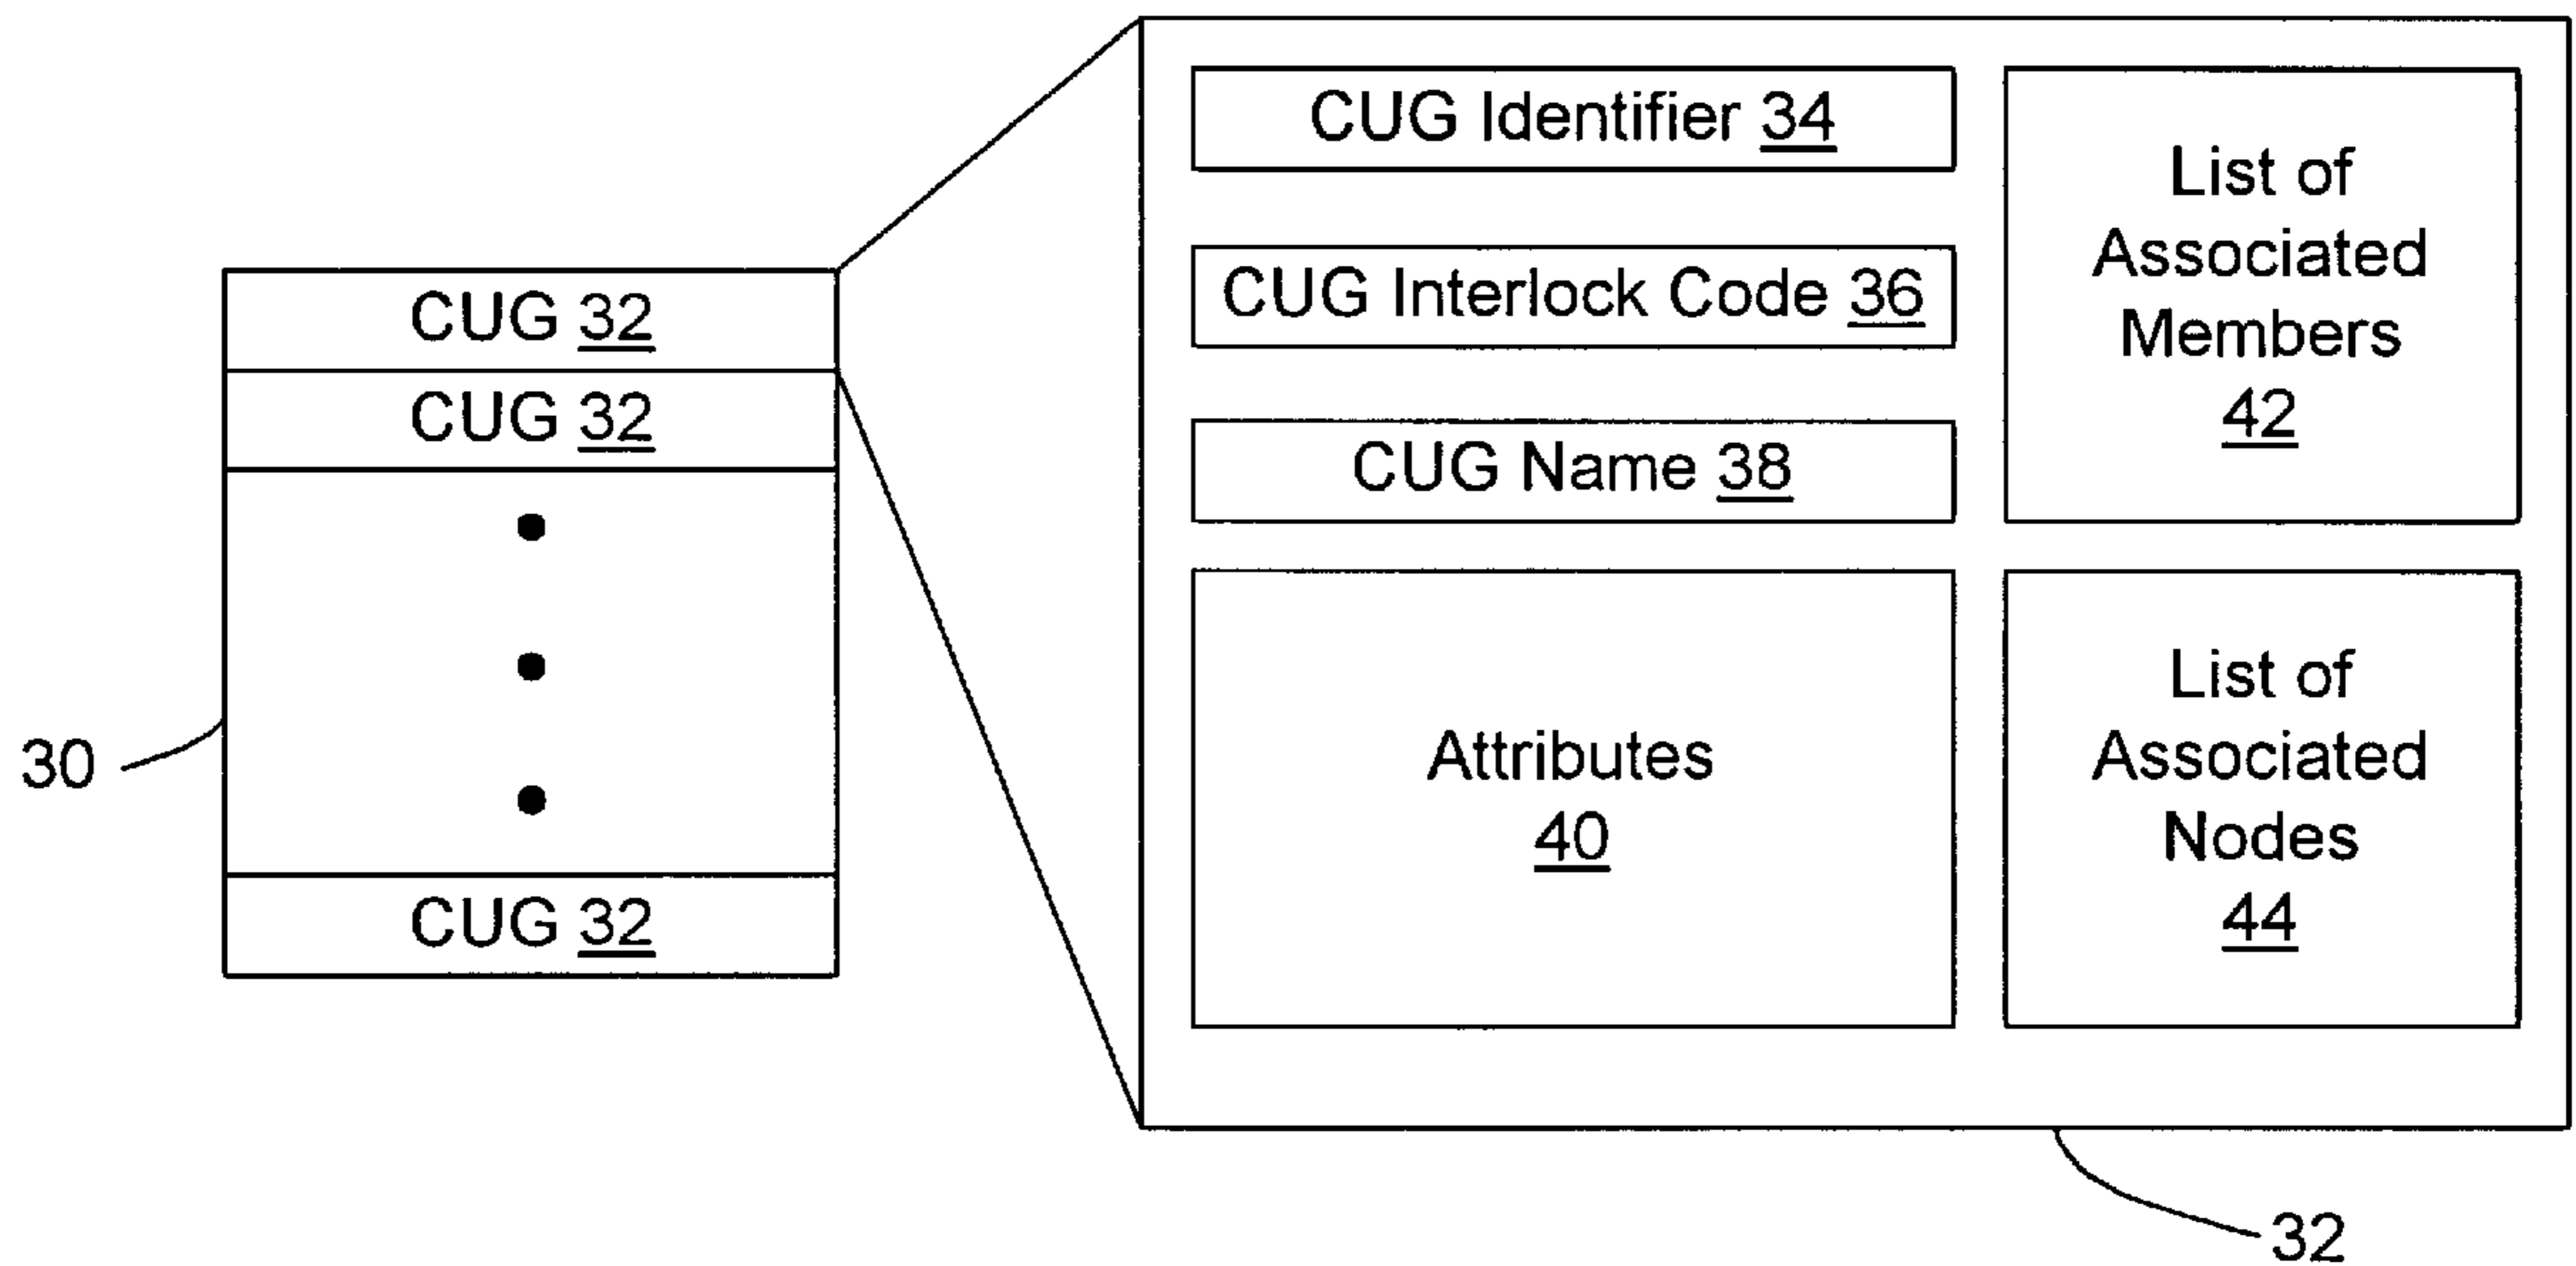 CUG 32
CUG 32
CUG 32
30
CUG Identifier 34
CUG Interlock Code 36
CUG Name 38
Attributes
40
List of
Associated
Members
42
List of
Associated
Nodes
44
32